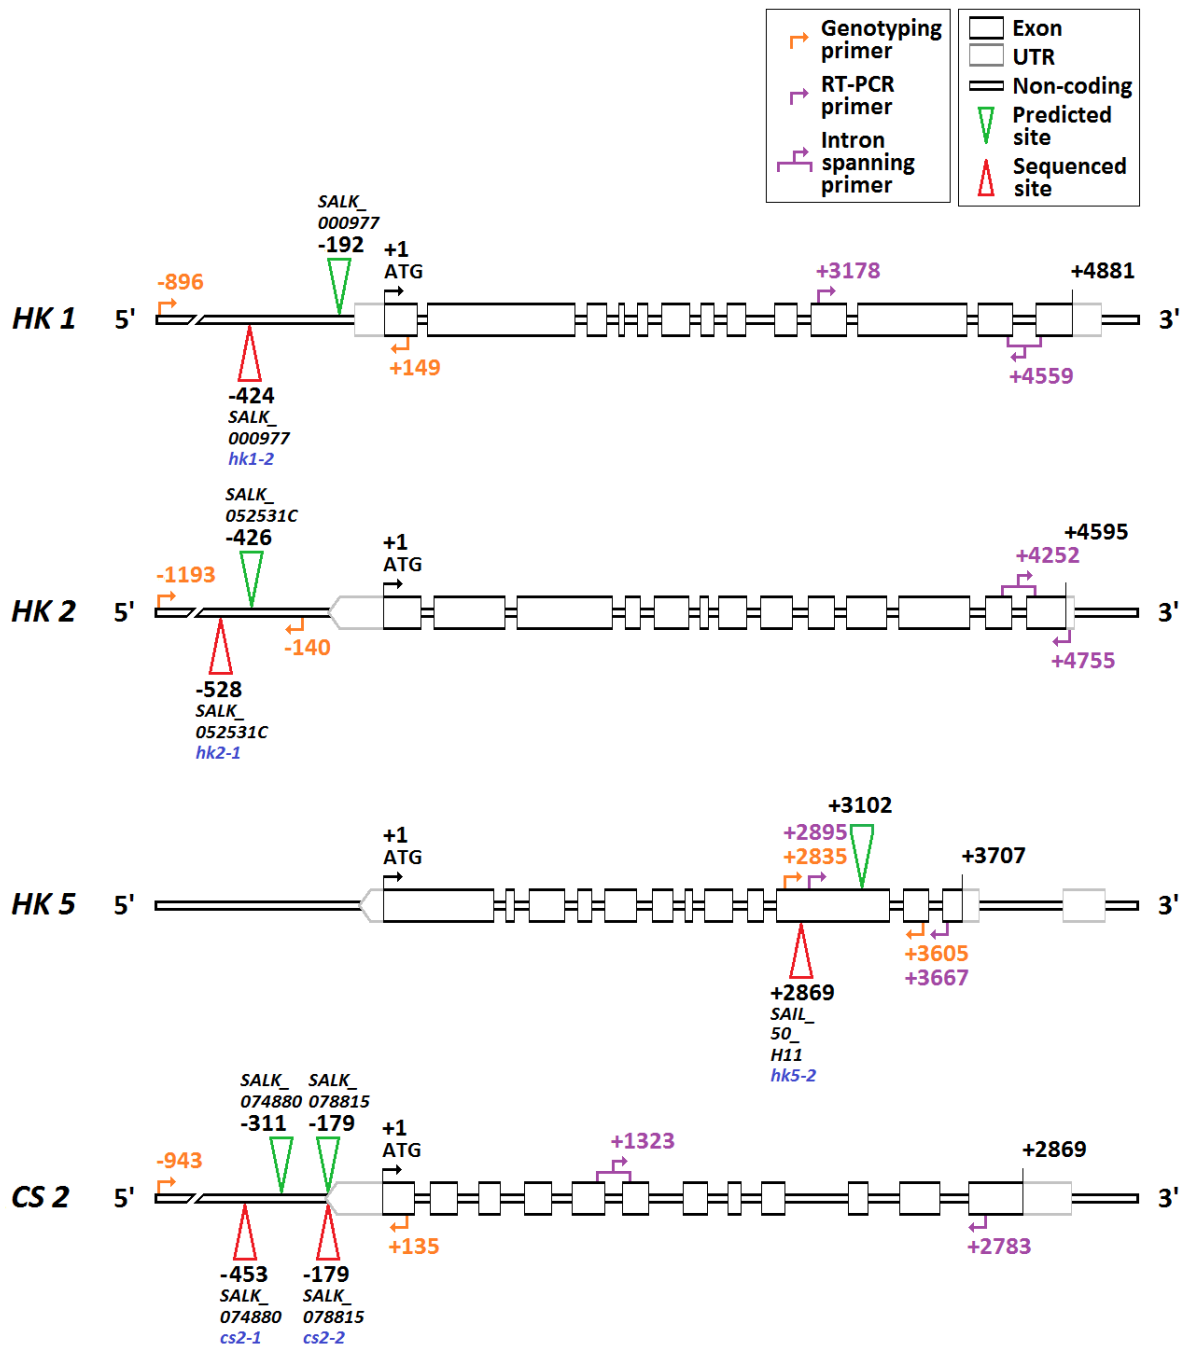 Genotyping
primer
RT-PCR
primer
Intron
spanning
primer
Exon
UTR
Non-coding
Predicted
site
Sequenced
site
SALK_
000977
-192
+1
ATG
-896
+3178
+4881
HK 1
5'
3'
+149
+4559
-424
SALK_
000977
hk1-2
SALK_
052531C
-426
+1
ATG
-1193
+4252
+4595
HK 2
5'
3'
-140
+4755
-528
SALK_
052531C
hk2-1
+3102
+1
ATG
+2895
+2835
+3707
HK 5
5'
3'
+3605
+3667
+2869
SAIL_
50_
H11
hk5-2
SALK_
074880
-311
SALK_
078815
-179
+1
ATG
-943
+1323
+2869
CS 2
5'
3'
+135
+2783
-453
SALK_
074880
cs2-1
-179
SALK_
078815
cs2-2